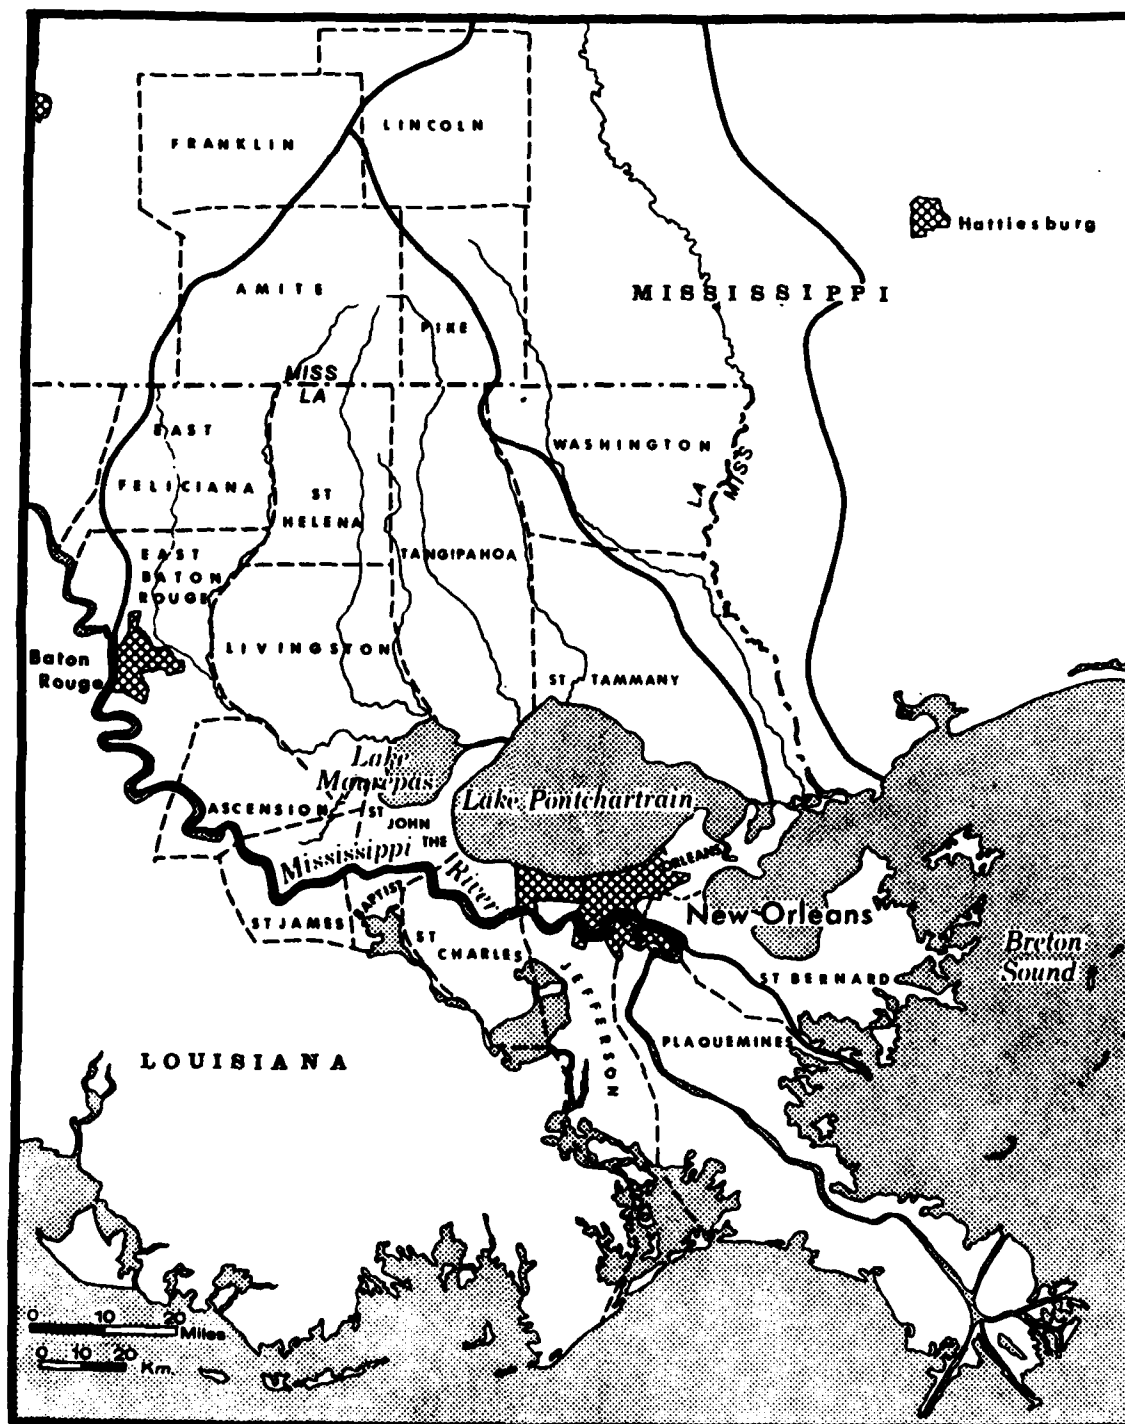 FRANKLIN
LINCOLN
Hattiesburg
AMITE
MISSISSIPPI
PIKE
MISS
LA
EAST
FELICIANA
WASHINGTON
LA
MISS
ST
HELENA
EAST
BATON
ROUGE
TANGIPAHOA
LIVINGSTON
Baton
Rouge
ST TAMMANY
Lake
Maurepas
Lake Pontchartrain
ASCENSION
ST
JOHN
THE
BAPTIST
Mississippi
River
ORLEANS
New Orleans
ST JAMES
ST
CHARLES
JEFFERSON
ST BERNARD
Breton
Sound
PLAQUEMINES
LOUISIANA
0 10 20
Miles
0 10 20
Km.